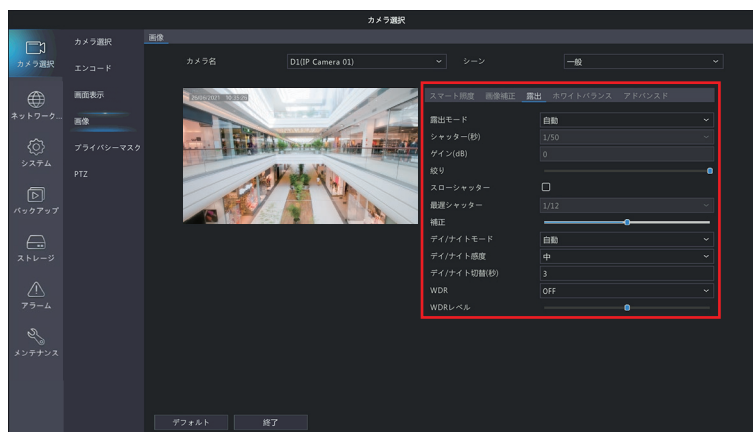 カメラ選択
カメラ選択
ネットワーク...
システム
バックアップ
ストレージ
アラーム
メンテナンス
カメラ選択
エンコード
画面表示
画像
プライバシーマスク
PTZ
画像
カメラ名 D1(IP Camera 01) シーン 一般
スマート照度 画像補正 露出 ホワイトバランス アドバンスド
露出モード 自動
シャッター(秒) 1/50
ゲイン(dB) 0
絞り
スローシャッター
最遅シャッター 1/12
補正
デイ/ナイトモード 自動
デイ/ナイト感度 中
デイ/ナイト切替(秒) 3
WDR OFF
WDRレベル
デフォルト 終了